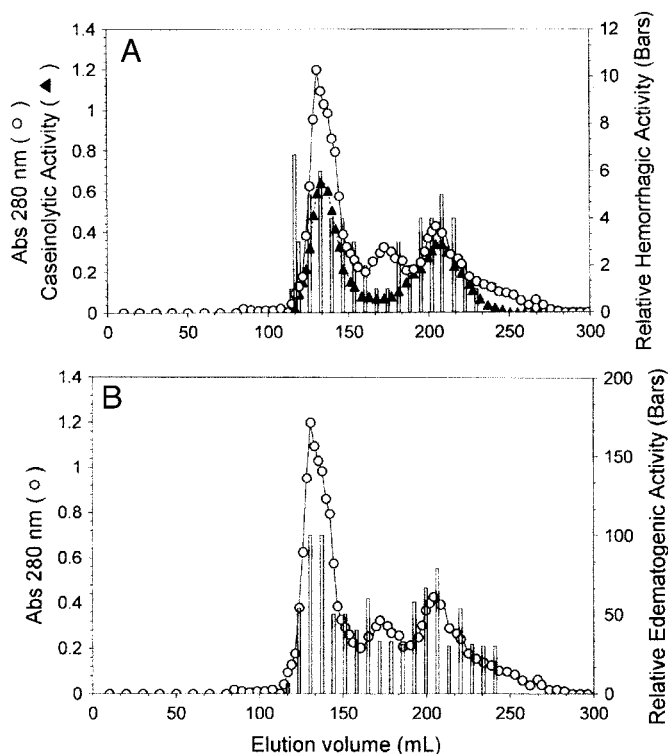 A
Abs 280 nm ( o )
Caseinolytic Activity ( ▲ )
1.4
1.2
1
0.8
0.6
0.4
0.2
0
12
10
8
6
4
2
0
Relative Hemorrhagic Activity (Bars)
0 50 100 150 200 250 300
B
Abs 280 nm ( o )
1.4
1.2
1
0.8
0.6
0.4
0.2
0
200
150
100
50
0
Relative Edematogenic Activity (Bars)
0 50 100 150 200 250 300
Elution volume (mL)